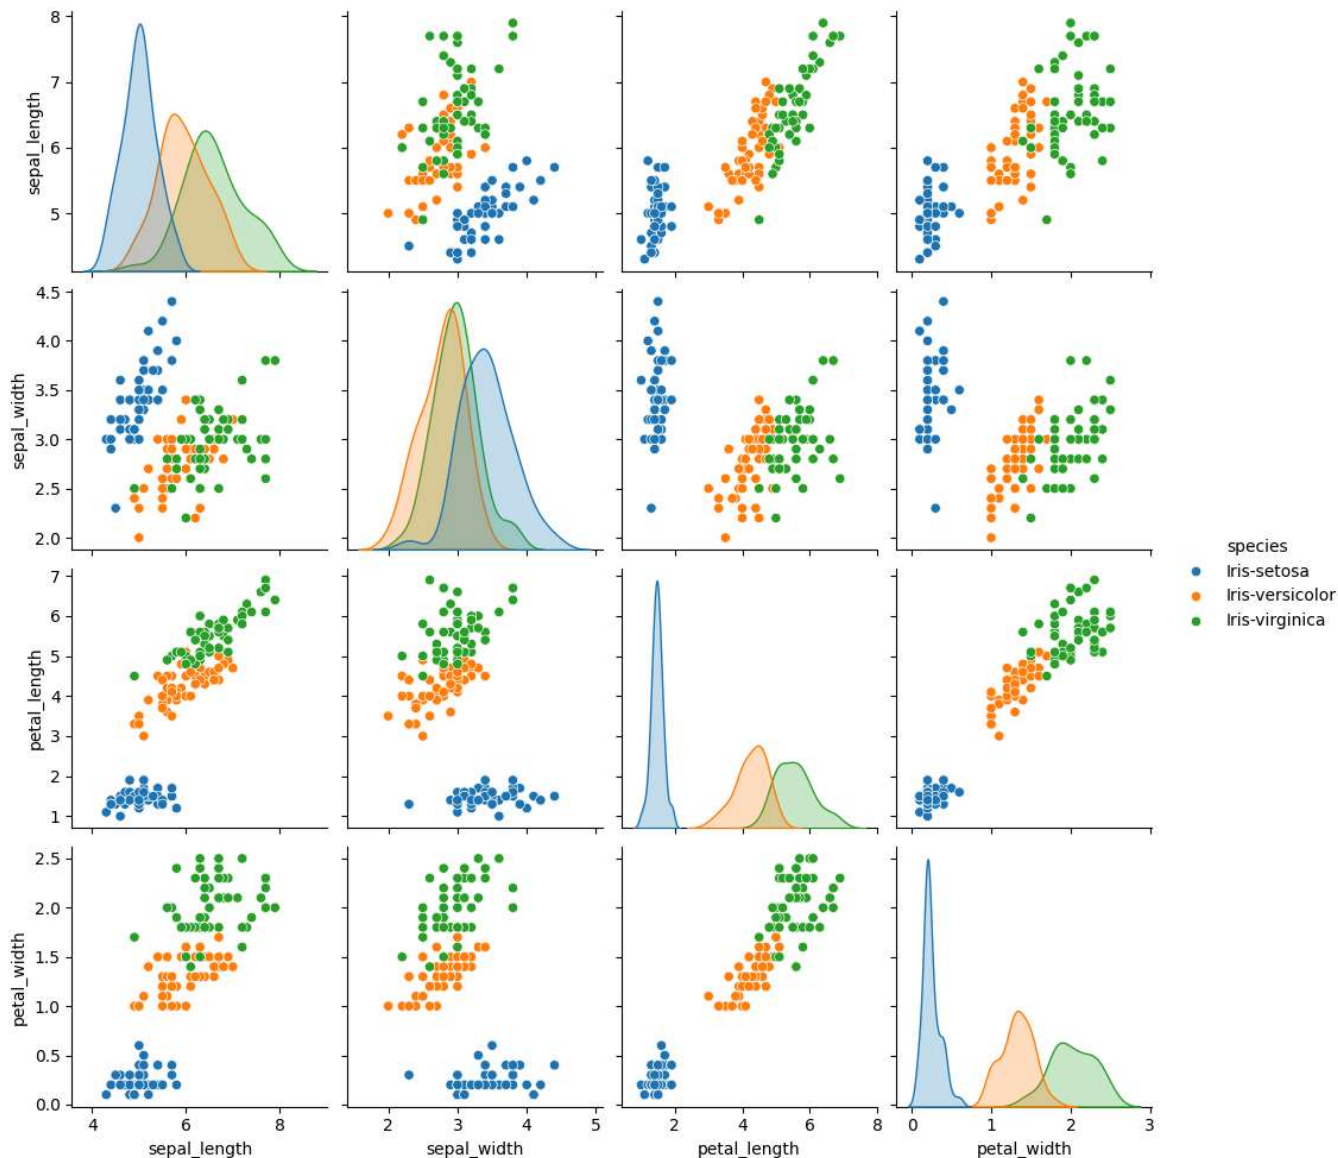 8
7
6
5
sepal_length
4.5
4.0
3.5
3.0
2.5
2.0
sepal_width
species
Iris-setosa
Iris-versicolor
Iris-virginica
7
6
5
4
3
2
1
petal_length
2.5
2.0
1.5
1.0
0.5
0.0
petal_width
4 6 8
sepal_length
2 3 4 5
sepal_width
2 4 6 8
petal_length
0 1 2 3
petal_width